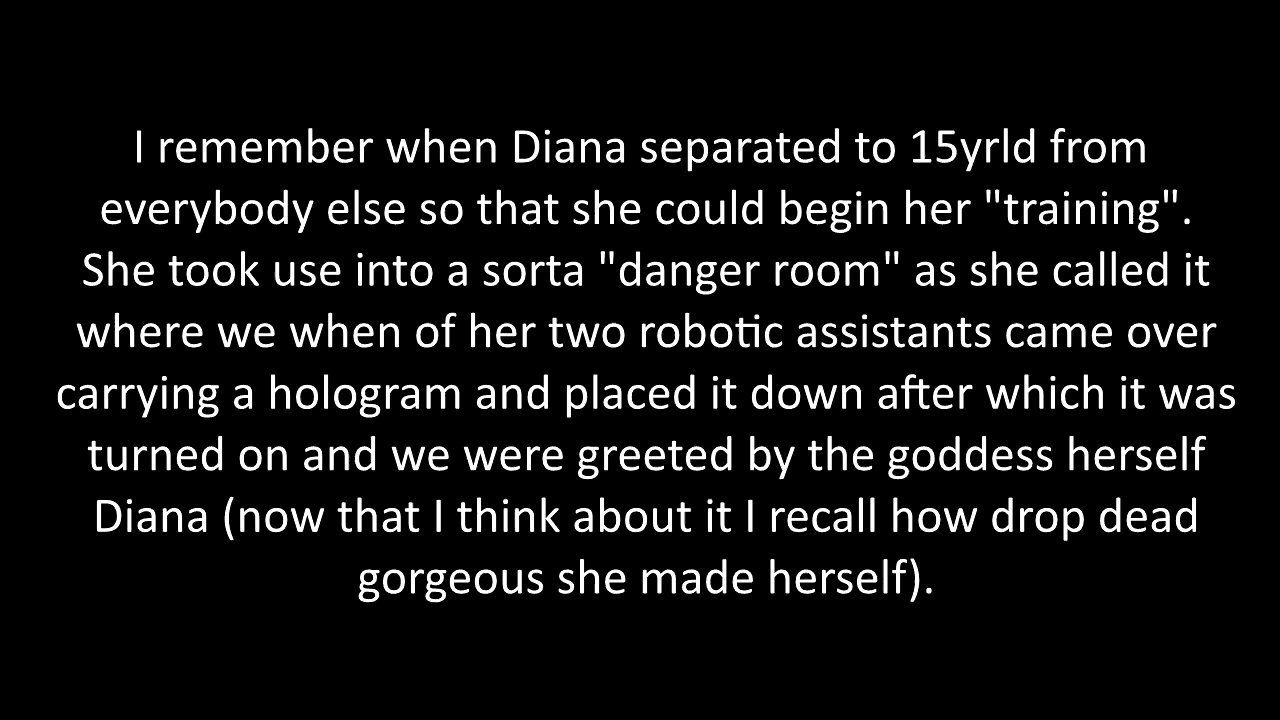 I remember when Diana separated to 15yrld from
everybody else so that she could begin her "training".
She took use into a sorta "danger room" as she called it
where we when of her two robotic assistants came over
carrying a hologram and placed it down after which it was
turned on and we were greeted by the goddess herself
Diana (now that I think about it I recall how drop dead
gorgeous she made herself).